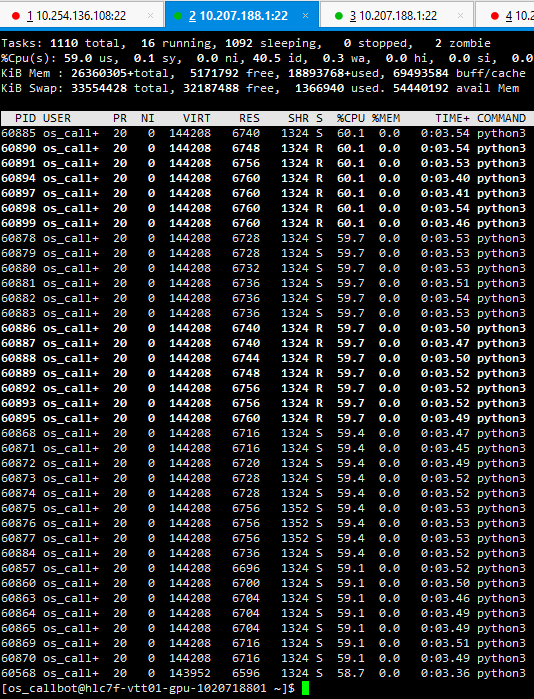 1 10.254.136.108:22 × 2 10.207.188.1:22 × 3 10.207.188.1:22 × 4 10.2
Tasks: 1110 total,  16 running, 1092 sleeping,   0 stopped,   2 zombie
%Cpu(s): 59.0 us,  0.1 sy,  0.0 ni, 40.5 id,  0.3 wa,  0.0 hi,  0.0 si,  0.
KiB Mem : 26360305+total,  5171792 free, 18893768+used, 69493584 buff/cache
KiB Swap: 33554428 total, 32187488 free,  1366940 used. 54440192 avail Mem
PID USER      PR  NI    VIRT    RES    SHR S  %CPU %MEM     TIME+ COMMAND
60885 os_call+  20   0  144208   6740   1324 S  60.1  0.0   0:03.54 python3
60890 os_call+  20   0  144208   6748   1324 R  60.1  0.0   0:03.54 python3
60891 os_call+  20   0  144208   6756   1324 R  60.1  0.0   0:03.53 python3
60894 os_call+  20   0  144208   6760   1324 R  60.1  0.0   0:03.40 python3
60897 os_call+  20   0  144208   6760   1324 R  60.1  0.0   0:03.41 python3
60898 os_call+  20   0  144208   6760   1324 R  60.1  0.0   0:03.54 python3
60899 os_call+  20   0  144208   6760   1324 R  60.1  0.0   0:03.46 python3
60878 os_call+  20   0  144208   6728   1324 S  59.7  0.0   0:03.53 python3
60879 os_call+  20   0  144208   6728   1324 S  59.7  0.0   0:03.53 python3
60880 os_call+  20   0  144208   6732   1324 S  59.7  0.0   0:03.53 python3
60881 os_call+  20   0  144208   6736   1324 S  59.7  0.0   0:03.51 python3
60882 os_call+  20   0  144208   6736   1324 S  59.7  0.0   0:03.54 python3
60883 os_call+  20   0  144208   6736   1324 S  59.7  0.0   0:03.53 python3
60886 os_call+  20   0  144208   6740   1324 R  59.7  0.0   0:03.50 python3
60887 os_call+  20   0  144208   6740   1324 R  59.7  0.0   0:03.47 python3
60888 os_call+  20   0  144208   6744   1324 R  59.7  0.0   0:03.50 python3
60889 os_call+  20   0  144208   6748   1324 R  59.7  0.0   0:03.52 python3
60892 os_call+  20   0  144208   6756   1324 R  59.7  0.0   0:03.52 python3
60893 os_call+  20   0  144208   6756   1324 R  59.7  0.0   0:03.52 python3
60895 os_call+  20   0  144208   6760   1324 R  59.7  0.0   0:03.49 python3
60868 os_call+  20   0  144208   6716   1324 S  59.4  0.0   0:03.47 python3
60871 os_call+  20   0  144208   6716   1324 S  59.4  0.0   0:03.45 python3
60872 os_call+  20   0  144208   6720   1324 S  59.4  0.0   0:03.49 python3
60873 os_call+  20   0  144208   6728   1324 S  59.4  0.0   0:03.52 python3
60874 os_call+  20   0  144208   6728   1324 S  59.4  0.0   0:03.52 python3
60875 os_call+  20   0  144208   6756   1352 S  59.4  0.0   0:03.53 python3
60876 os_call+  20   0  144208   6756   1352 S  59.4  0.0   0:03.53 python3
60877 os_call+  20   0  144208   6756   1352 S  59.4  0.0   0:03.53 python3
60884 os_call+  20   0  144208   6736   1324 S  59.4  0.0   0:03.52 python3
60857 os_call+  20   0  144208   6696   1324 S  59.1  0.0   0:03.52 python3
60860 os_call+  20   0  144208   6700   1324 S  59.1  0.0   0:03.50 python3
60863 os_call+  20   0  144208   6704   1324 S  59.1  0.0   0:03.46 python3
60864 os_call+  20   0  144208   6704   1324 S  59.1  0.0   0:03.49 python3
60865 os_call+  20   0  144208   6704   1324 S  59.1  0.0   0:03.49 python3
60869 os_call+  20   0  144208   6716   1324 S  59.1  0.0   0:03.51 python3
60870 os_call+  20   0  144208   6716   1324 S  59.1  0.0   0:03.49 python3
60568 os_call+  20   0  143952   6596   1324 S  58.7  0.0   0:03.36 python3
[os_callbot@hlc7f-vtt01-gpu-1020718801 ~]$